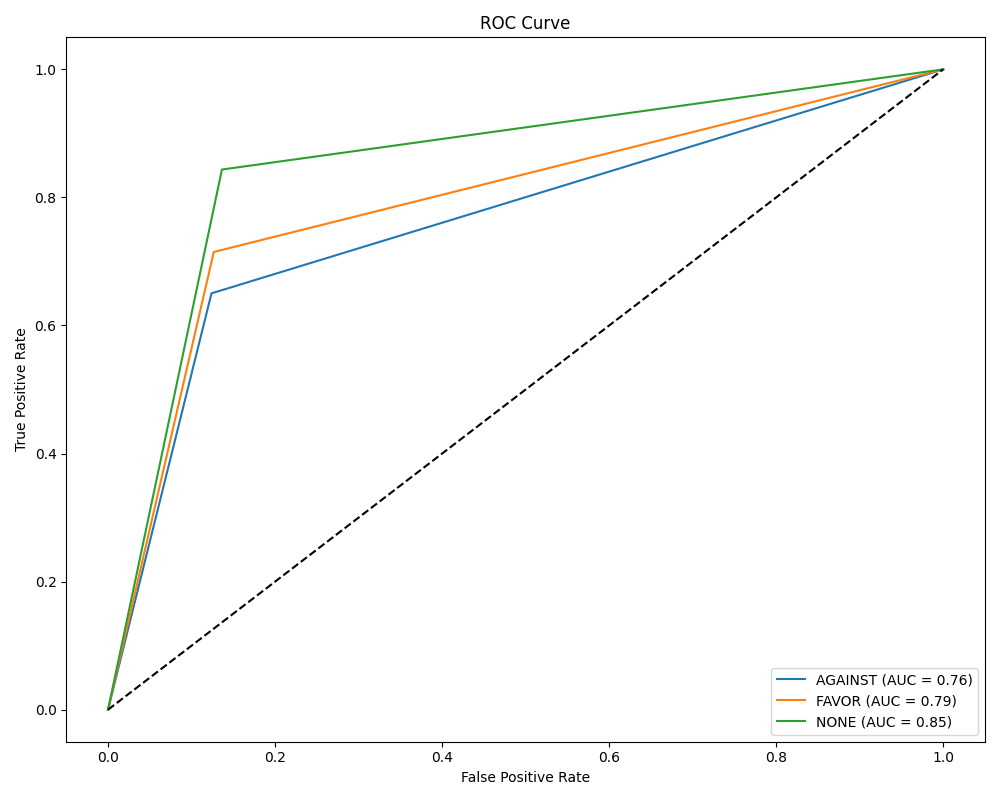 ROC Curve
True Positive Rate
1.0
0.8
0.6
0.4
0.2
0.0
0.0 0.2 0.4 0.6 0.8 1.0
False Positive Rate
AGAINST (AUC = 0.76)
FAVOR (AUC = 0.79)
NONE (AUC = 0.85)